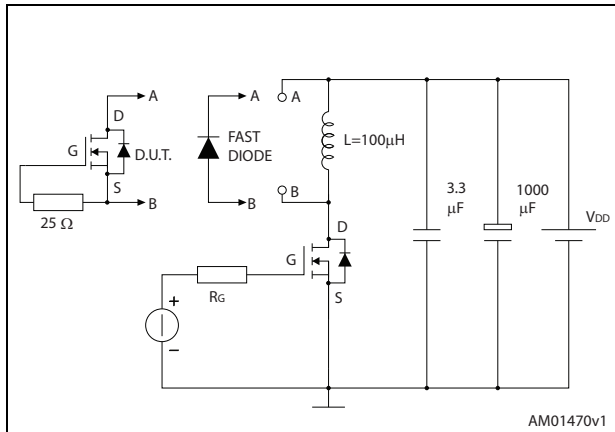 A
D
G
D.U.T.
S
B
25 Ω
A
FAST
DIODE
B
A
L=100μH
B
D
G
S
RG
+
–
3.3
μF
1000
μF
VDD
AM01470v1